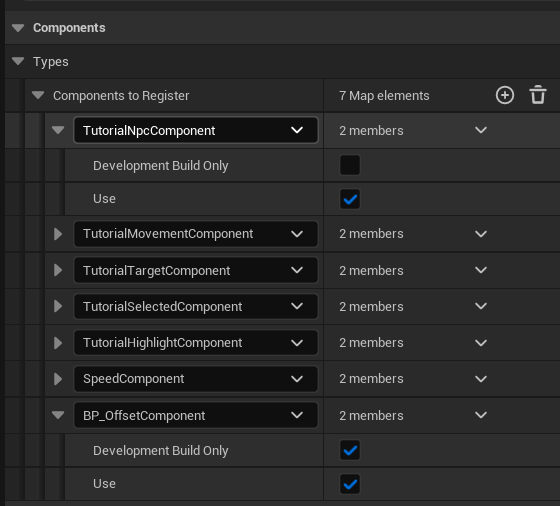 Components
Types
Components to Register 7 Map elements
TutorialNpcComponent 2 members
Development Build Only
Use
TutorialMovementComponent 2 members
TutorialTargetComponent 2 members
TutorialSelectedComponent 2 members
TutorialHighlightComponent 2 members
SpeedComponent 2 members
BP_OffsetComponent 2 members
Development Build Only
Use